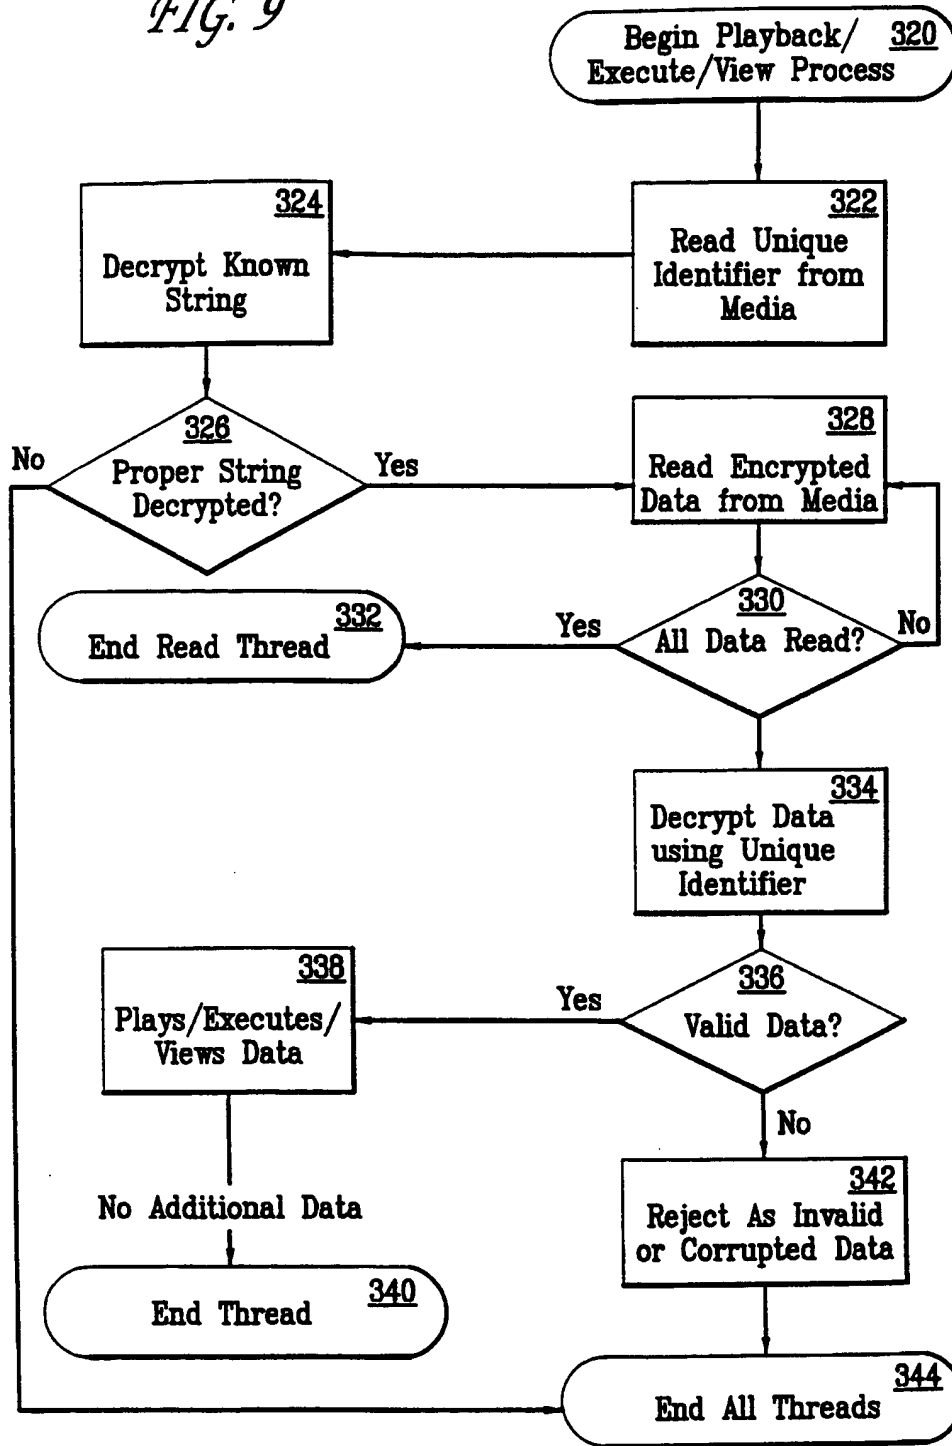 FIG. 9
Begin Playback/ 320
Execute/View Process
324
Decrypt Known
String
322
Read Unique
Identifier from
Media
326
Proper String
Decrypted?
No
Yes
328
Read Encrypted
Data from Media
332
End Read Thread
Yes
330
All Data Read?
No
334
Decrypt Data
using Unique
Identifier
338
Plays/Executes/
Views Data
Yes
336
Valid Data?
No
No Additional Data
342
Reject As Invalid
or Corrupted Data
340
End Thread
344
End All Threads